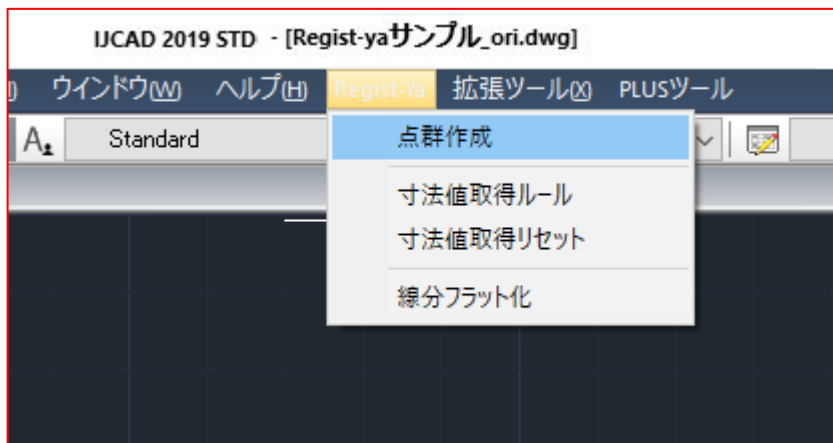 IJCAD 2019 STD - [Regist-yaサンプル_ori.dwg]
ウインドウ(W) ヘルプ(H) Regist-Ya 拡張ツール(X) PLUSツール
Standard
点群作成
寸法値取得ルール
寸法値取得リセット
線分フラット化